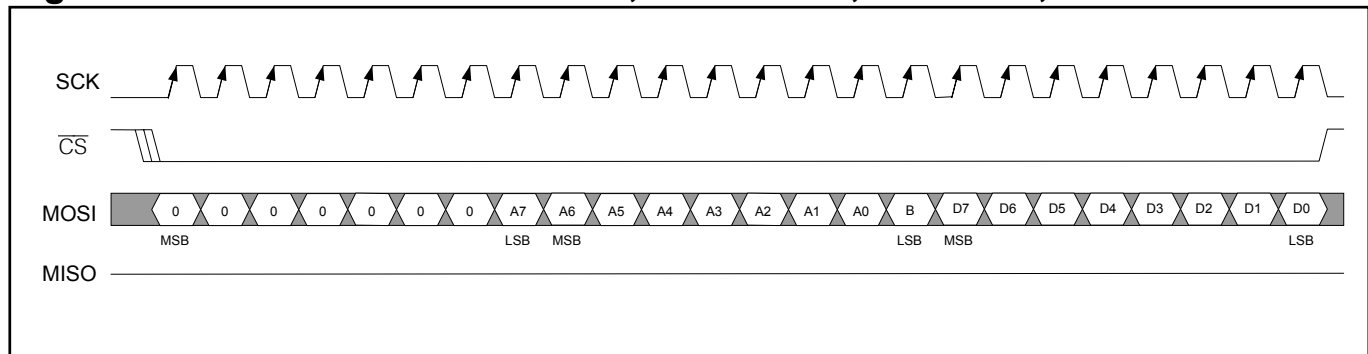 SCK
CS
MOSI 0 0 0 0 0 0 0 A7 A6 A5 A4 A3 A2 A1 A0 B D7 D6 D5 D4 D3 D2 D1 D0
MSB LSB MSB LSB MSB LSB
MISO